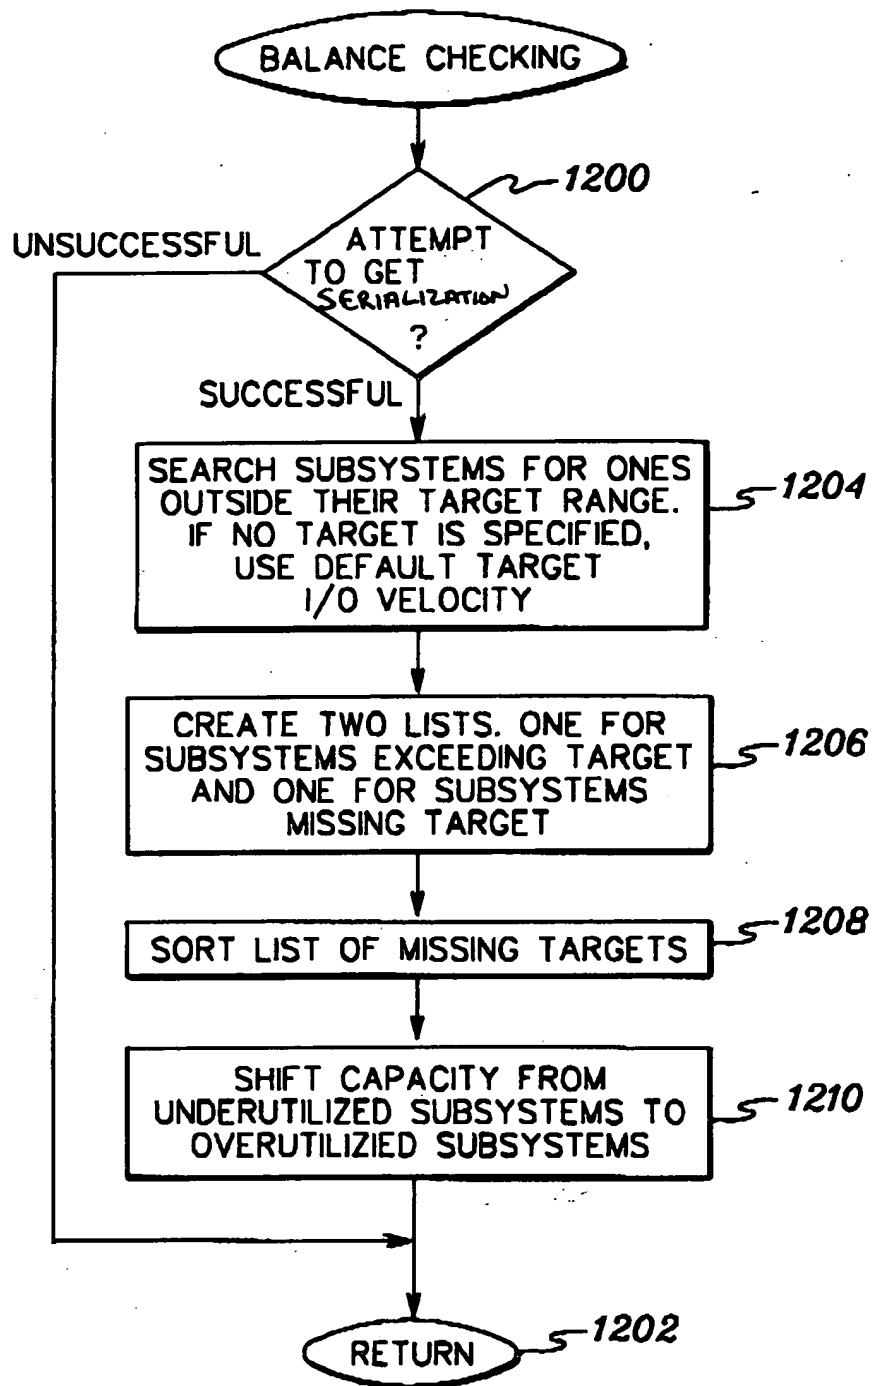 BALANCE CHECKING
1200
UNSUCCESSFUL
ATTEMPT
TO GET
SERIALIZATION
?
SUCCESSFUL
SEARCH SUBSYSTEMS FOR ONES
OUTSIDE THEIR TARGET RANGE.
IF NO TARGET IS SPECIFIED,
USE DEFAULT TARGET
I/O VELOCITY
1204
CREATE TWO LISTS. ONE FOR
SUBSYSTEMS EXCEEDING TARGET
AND ONE FOR SUBSYSTEMS
MISSING TARGET
1206
SORT LIST OF MISSING TARGETS
1208
SHIFT CAPACITY FROM
UNDERUTILIZED SUBSYSTEMS TO
OVERUTILIZIED SUBSYSTEMS
1210
RETURN
1202